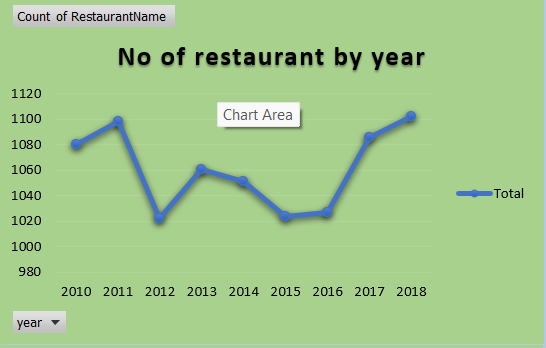 Count of RestaurantName
No of restaurant by year
1120
1100
Chart Area
1080
1060
1040
1020
Total
1000
980
2010 2011 2012 2013 2014 2015 2016 2017 2018
year